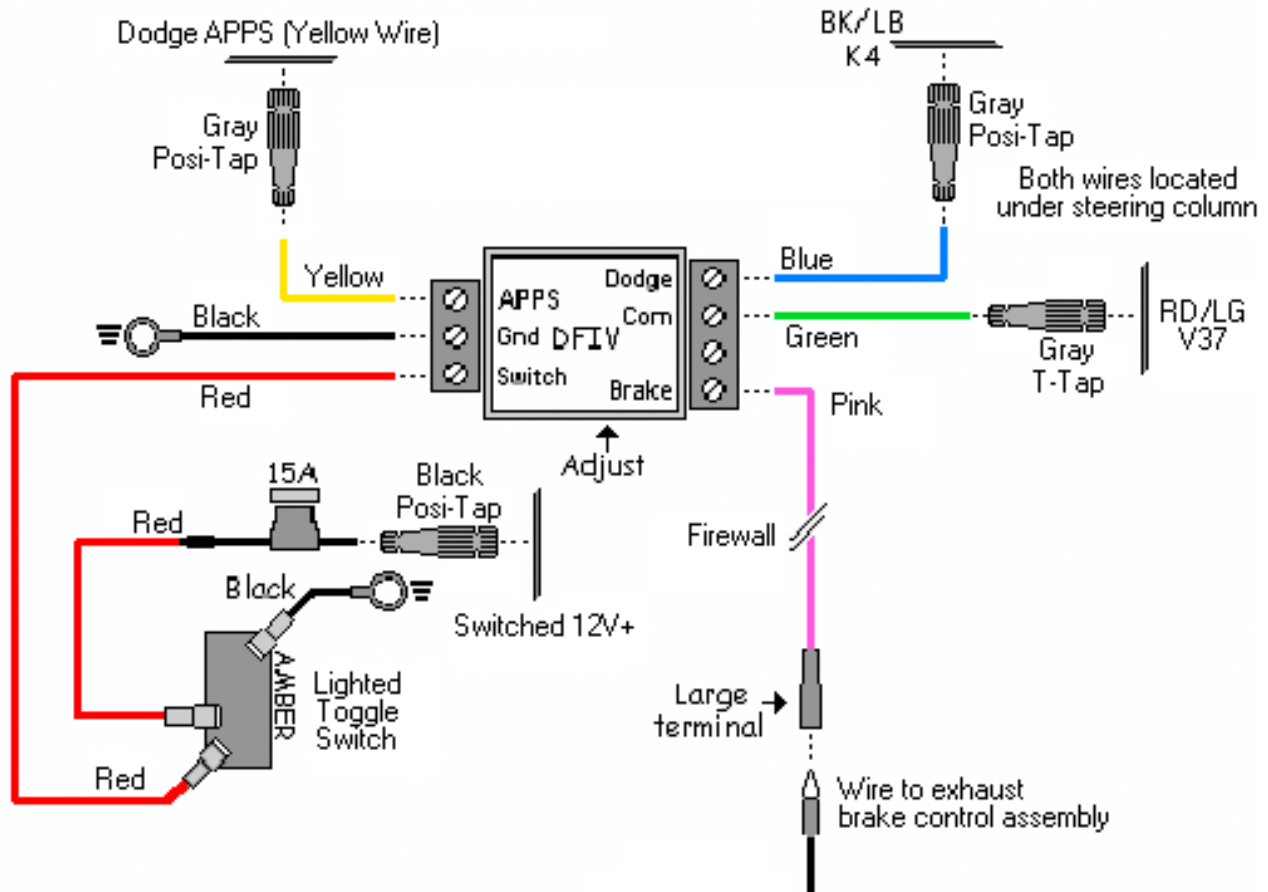 Dodge APPS (Yellow Wire)
BK/LB
K4
Gray
Posi-Tap
Gray
Posi-Tap
Both wires located
under steering column
Yellow
Black
Red
APPS
Gnd DFIV
Switch
Dodge
Com
Brake
Blue
Green
Gray
T-Tap
RD/LG
V37
Pink
Adjust
15A
Black
Posi-Tap
Red
Switched 12V+
Black
AMBER
Lighted
Toggle
Switch
Red
Firewall
Large
terminal
Wire to exhaust
brake control assembly